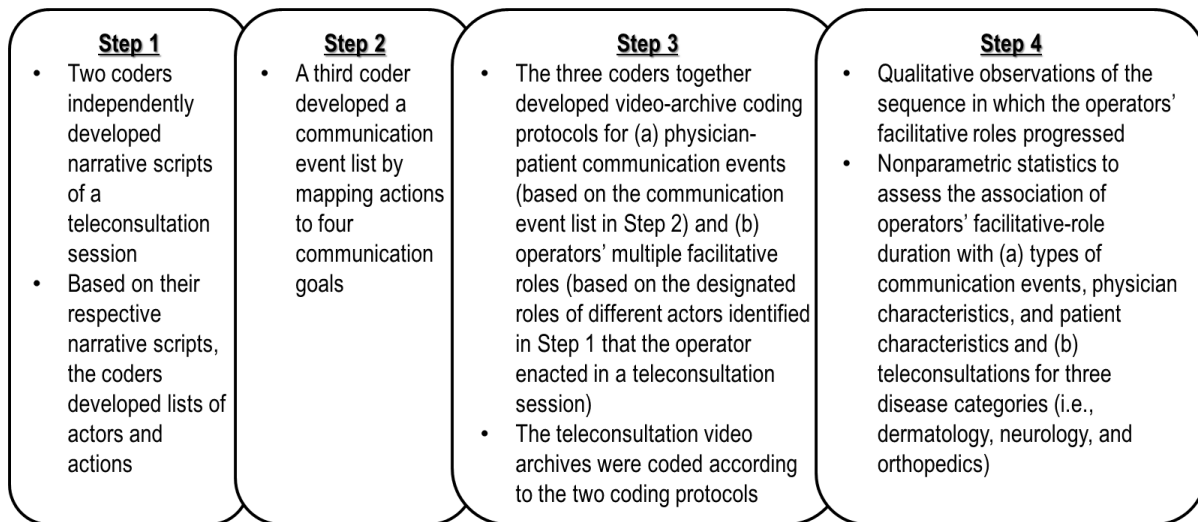 Step 1
• Two coders
independently
developed
narrative scripts
of a
teleconsultation
session
• Based on their
respective
narrative scripts,
the coders
developed lists of
actors and
actions
Step 2
• A third coder
developed a
communication
event list by
mapping actions
to four
communication
goals
Step 3
• The three coders together
developed video-archive coding
protocols for (a) physician-
patient communication events
(based on the communication
event list in Step 2) and (b)
operators’ multiple facilitative
roles (based on the designated
roles of different actors identified
in Step 1 that the operator
enacted in a teleconsultation
session)
• The teleconsultation video
archives were coded according
to the two coding protocols
Step 4
• Qualitative observations of the
sequence in which the operators’
facilitative roles progressed
• Nonparametric statistics to
assess the association of
operators’ facilitative-role
duration with (a) types of
communication events, physician
characteristics, and patient
characteristics and (b)
teleconsultations for three
disease categories (i.e.,
dermatology, neurology, and
orthopedics)